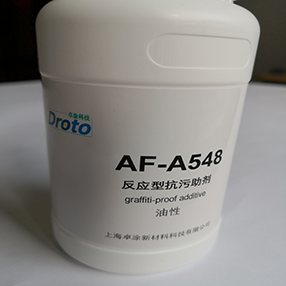 卓涂科技
Droto
AF-A548
反应型抗污助剂
graffiti-proof additive
油性
上海卓涂新材料科技有限公司